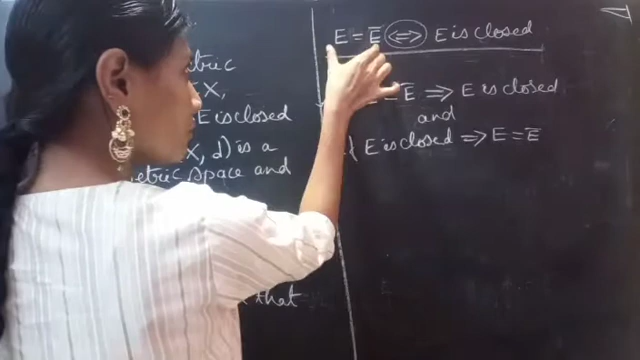 etric
X,
E is closed
X, d) is a
etric space and
that
E = E̅ ⇔ E is closed
E̅ ⇒ E is closed
and
E is closed ⇒ E = E̅